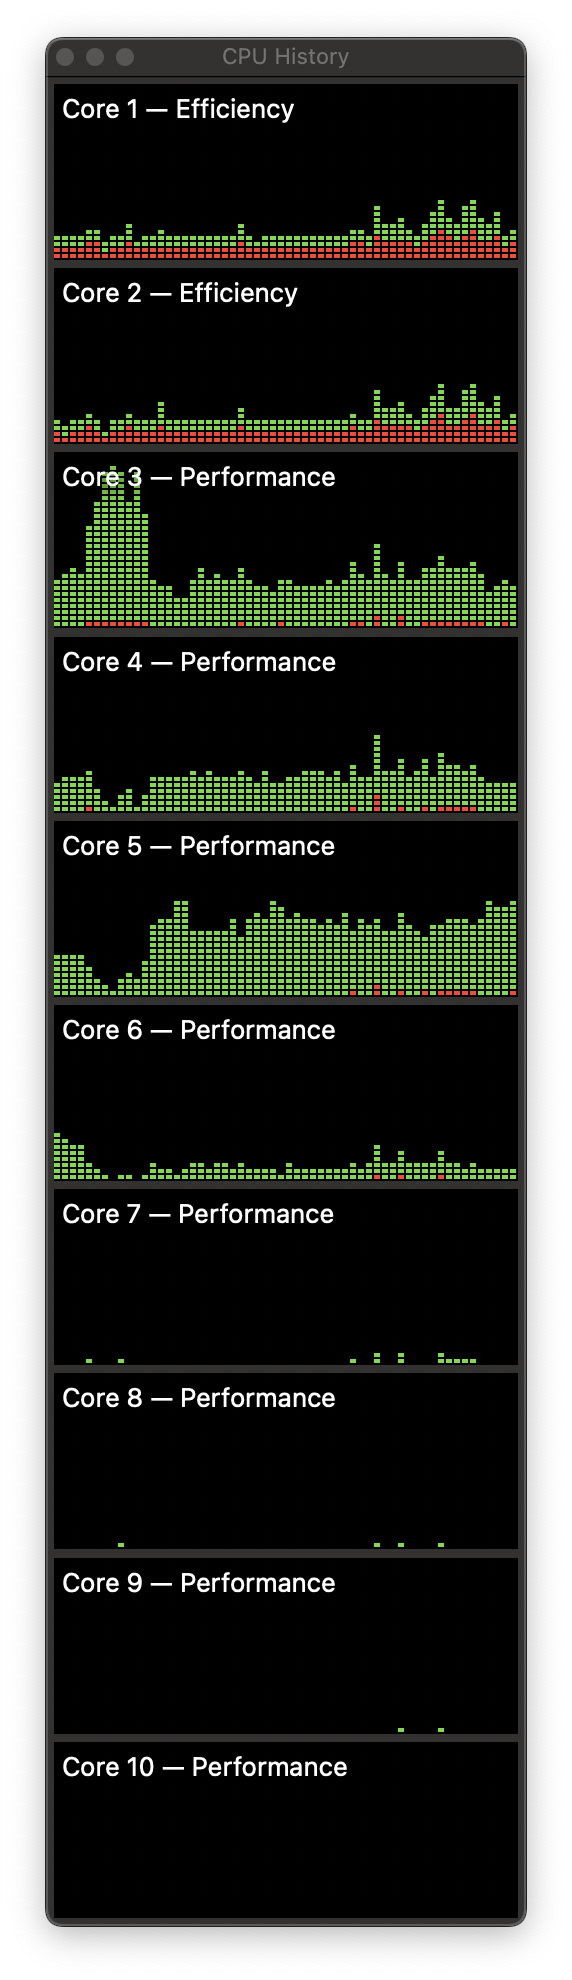 CPU History
Core 1 — Efficiency
Core 2 — Efficiency
Core 3 — Performance
Core 4 — Performance
Core 5 — Performance
Core 6 — Performance
Core 7 — Performance
Core 8 — Performance
Core 9 — Performance
Core 10 — Performance